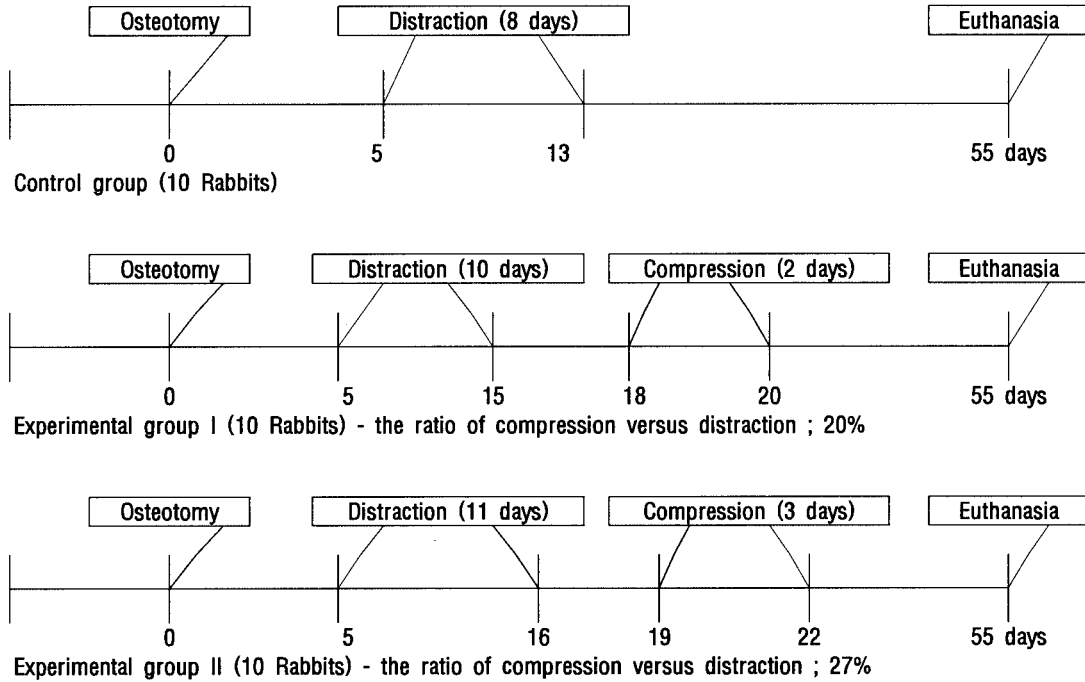 Osteotomy Distraction (8 days) Euthanasia
0 5 13 55 days
Control group (10 Rabbits)
Osteotomy Distraction (10 days) Compression (2 days) Euthanasia
0 5 15 18 20 55 days
Experimental group I (10 Rabbits) - the ratio of compression versus distraction ; 20%
Osteotomy Distraction (11 days) Compression (3 days) Euthanasia
0 5 16 19 22 55 days
Experimental group II (10 Rabbits) - the ratio of compression versus distraction ; 27%